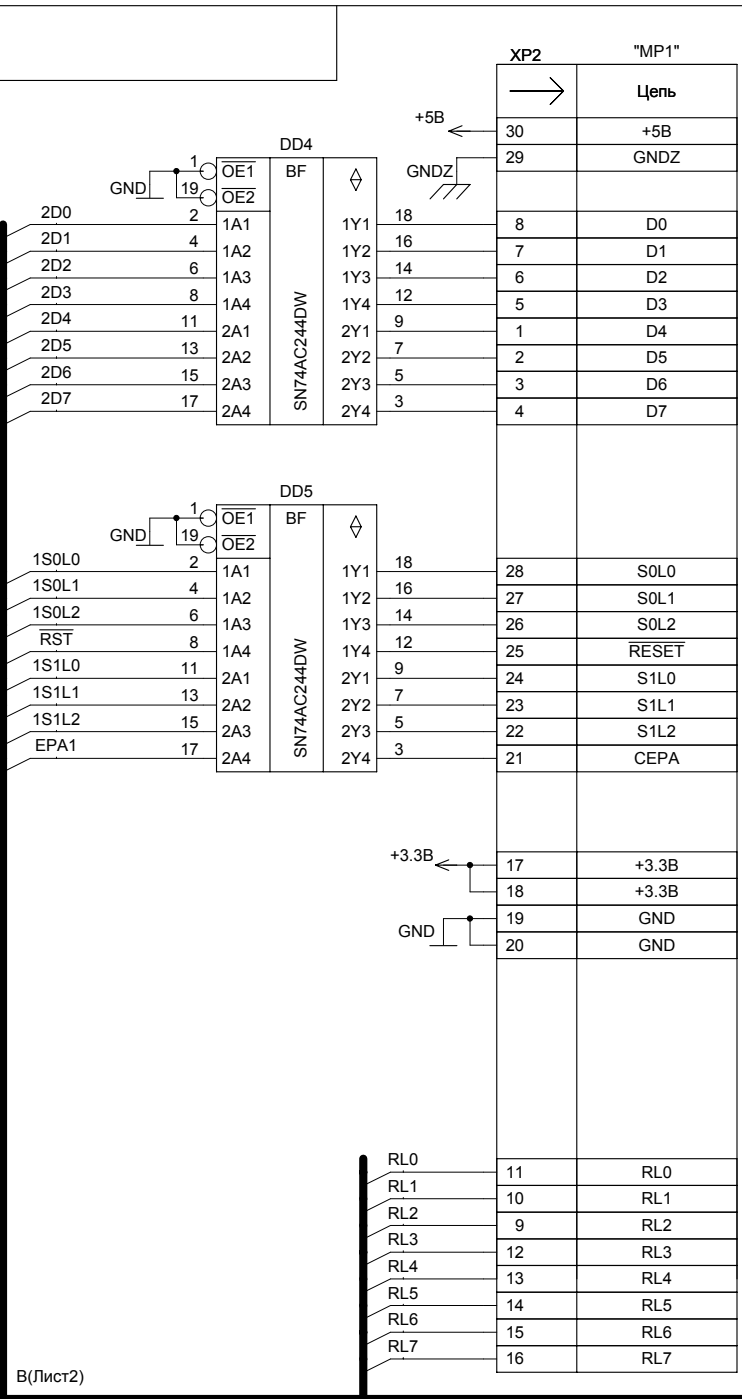 XP2 "MP1"
Цепь
+5В 30 +5В
GNDZ 29 GNDZ
DD4
GND 1 OE1 BF
19 OE2
2D0 2 1A1 1Y1 18 8 D0
2D1 4 1A2 1Y2 16 7 D1
2D2 6 1A3 1Y3 14 6 D2
2D3 8 1A4 1Y4 12 5 D3
2D4 11 2A1 2Y1 9 1 D4
2D5 13 2A2 2Y2 7 2 D5
2D6 15 2A3 2Y3 5 3 D6
2D7 17 2A4 2Y4 3 4 D7
SN74AC244DW
DD5
GND 1 OE1 BF
19 OE2
1S0L0 2 1A1 1Y1 18 28 S0L0
1S0L1 4 1A2 1Y2 16 27 S0L1
1S0L2 6 1A3 1Y3 14 26 S0L2
RST 8 1A4 1Y4 12 25 RESET
1S1L0 11 2A1 2Y1 9 24 S1L0
1S1L1 13 2A2 2Y2 7 23 S1L1
1S1L2 15 2A3 2Y3 5 22 S1L2
EPA1 17 2A4 2Y4 3 21 CEPA
SN74AC244DW
+3.3В 17 +3.3В
18 +3.3В
GND 19 GND
20 GND
RL0 11 RL0
RL1 10 RL1
RL2 9 RL2
RL3 12 RL3
RL4 13 RL4
RL5 14 RL5
RL6 15 RL6
RL7 16 RL7
В(Лист2)